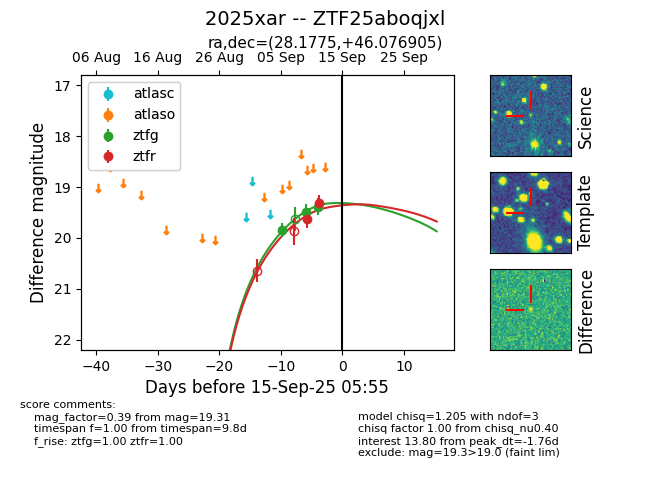 2025xar -- ZTF25aboqjxl
ra,dec=(28.1775,+46.076905)
06 Aug 16 Aug 26 Aug 05 Sep 15 Sep 25 Sep
17
18
19
20
21
22
Difference magnitude
atlasc
atlaso
ztfg
ztfr
−40 −30 −20 −10 0 10
Days before 15-Sep-25 05:55
Science
Template
Difference
score comments:
mag_factor=0.39 from mag=19.31
timespan f=1.00 from timespan=9.8d
f_rise: ztfg=1.00 ztfr=1.00
model chisq=1.205 with ndof=3
chisq factor 1.00 from chisq_nu0.40
interest 13.80 from peak_dt=-1.76d
exclude: mag=19.3>19.0 (faint lim)